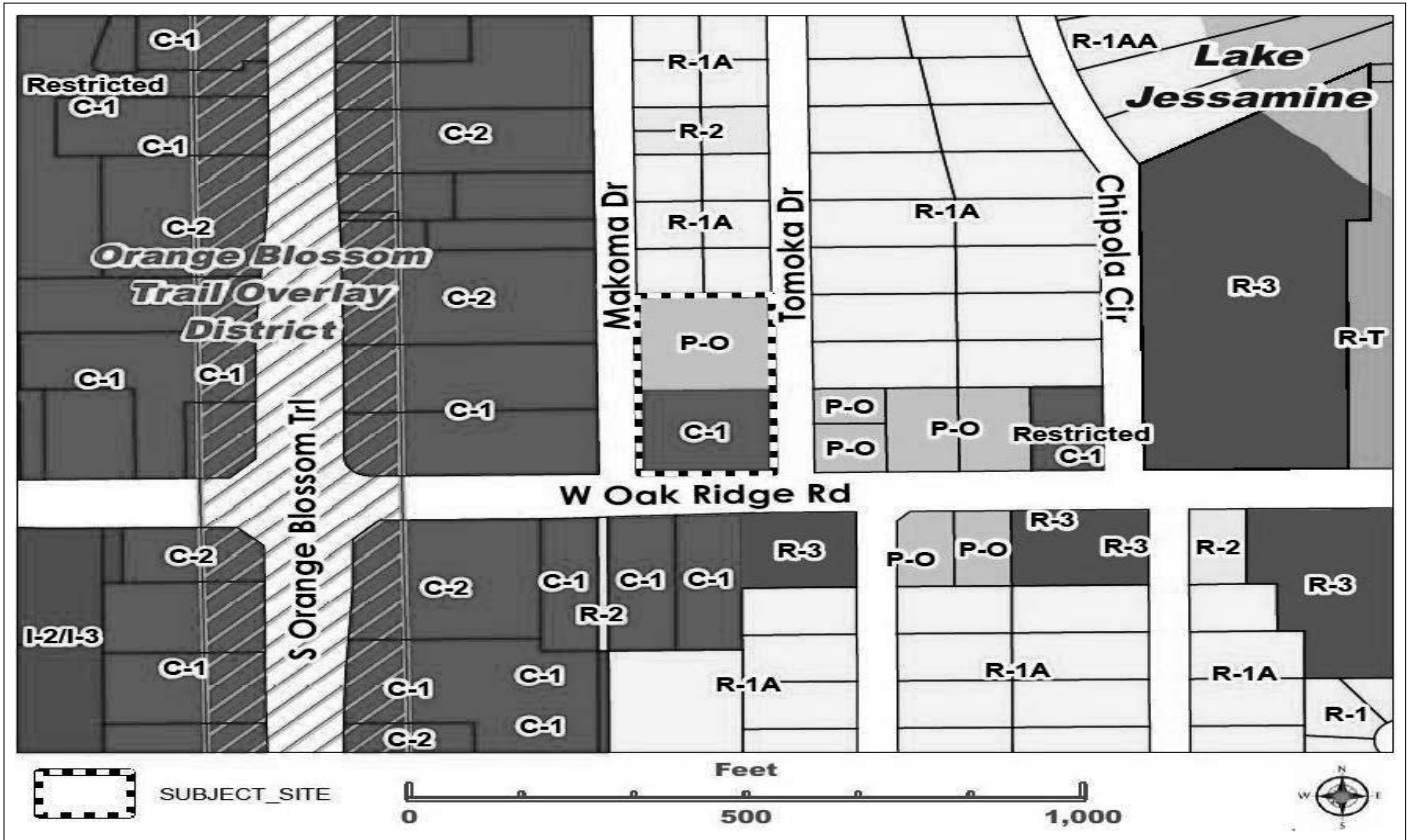 C-1
R-1A
R-1AA
Lake
Jessamine
Restricted
C-1
C-1
C-2
R-2
Makoma Dr
Tomoka Dr
Chipola Cir
C-2
R-1A
R-1A
Orange Blossom
Trail Overlay
District
C-2
R-3
P-O
R-T
C-1
C-1
C-1
C-1
P-O
P-O
P-O
Restricted
C-1
S Orange Blossom Trl
W Oak Ridge Rd
C-2
C-2
C-1
C-1
C-1
R-2
R-3
P-O
P-O
R-3
R-3
R-2
R-3
I-2/I-3
C-1
C-1
C-1
R-1A
R-1A
R-1A
C-2
C-1
R-1
SUBJECT_SITE
Feet
0
500
1,000
N
W
E
S